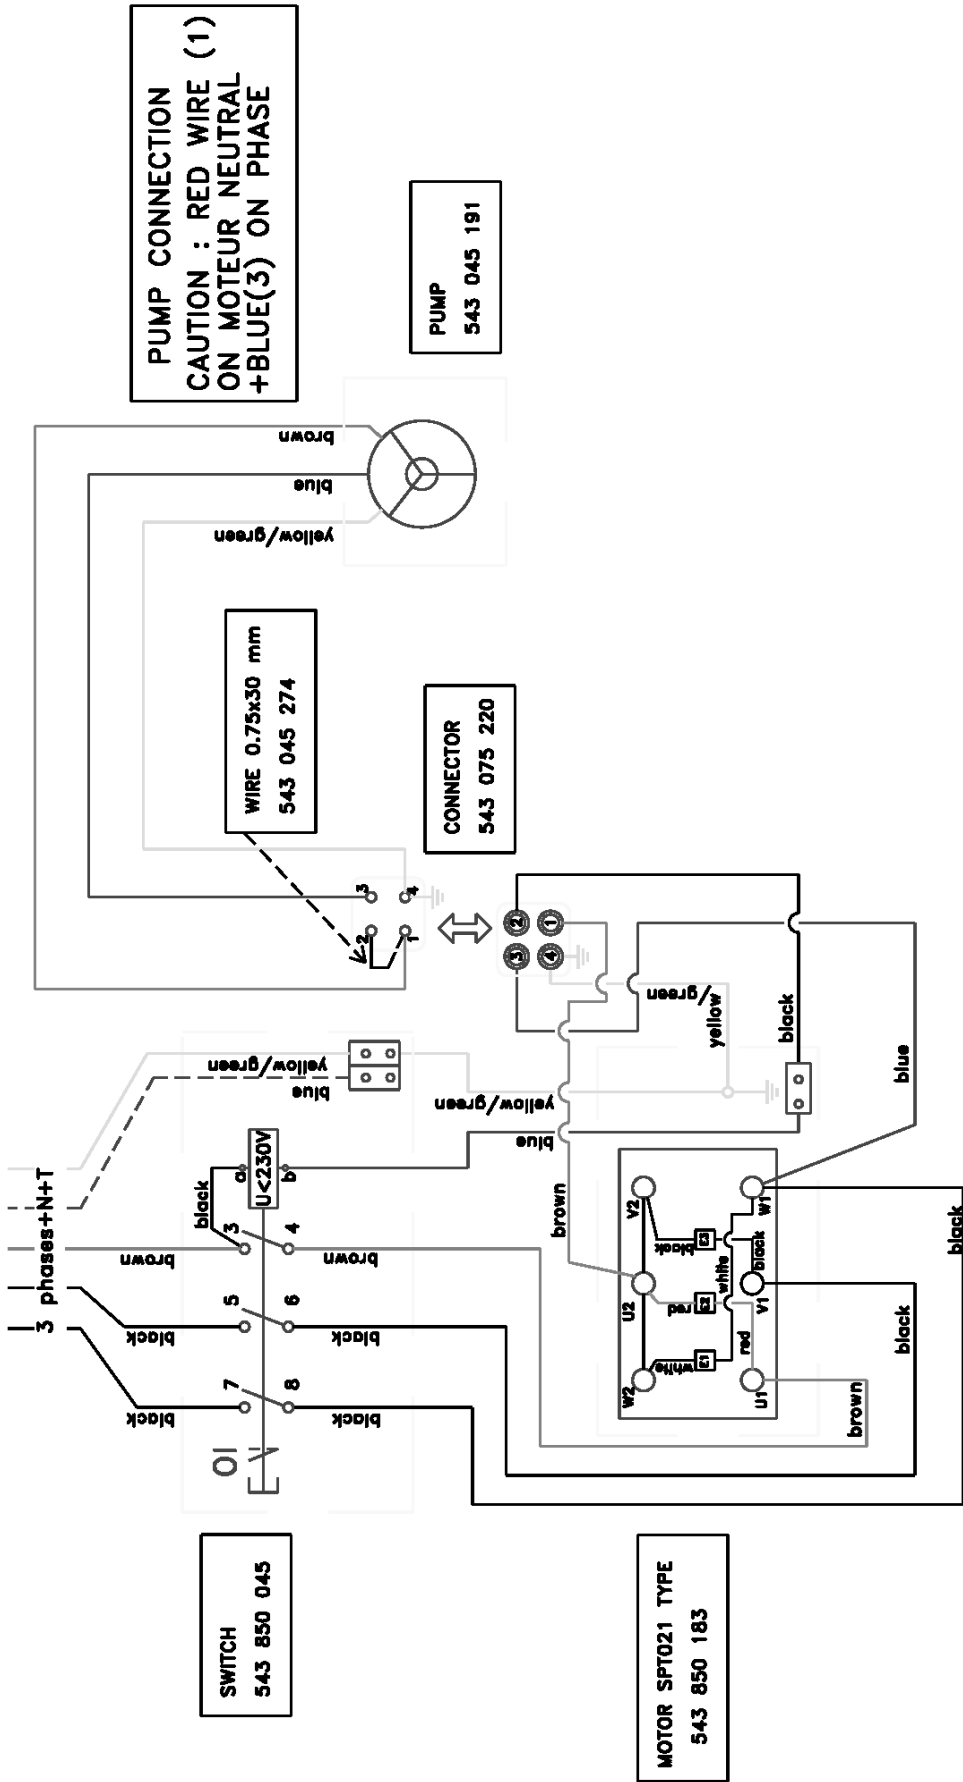 PUMP CONNECTION
CAUTION : RED WIRE (1)
ON MOTEUR NEUTRAL
+BLUE(3) ON PHASE
3 phases+N+T
SWITCH
543 850 045
black
black
brown
black
blue
yellow/green
OI
7
5
3
a
U<230V
8
6
4
b
black
black
brown
WIRE 0.75x30 mm
543 045 274
yellow/green
blue
brown
PUMP
543 045 191
2
3
1
4
CONNECTOR
543 075 220
3
2
4
1
yellow/green
blue
brown
yellow
/green
black
MOTOR SPT021 TYPE
543 850 183
W2
U2
V2
white
red
black
E1
E2
E3
red
white
black
U1
V1
W1
brown
black
blue
black